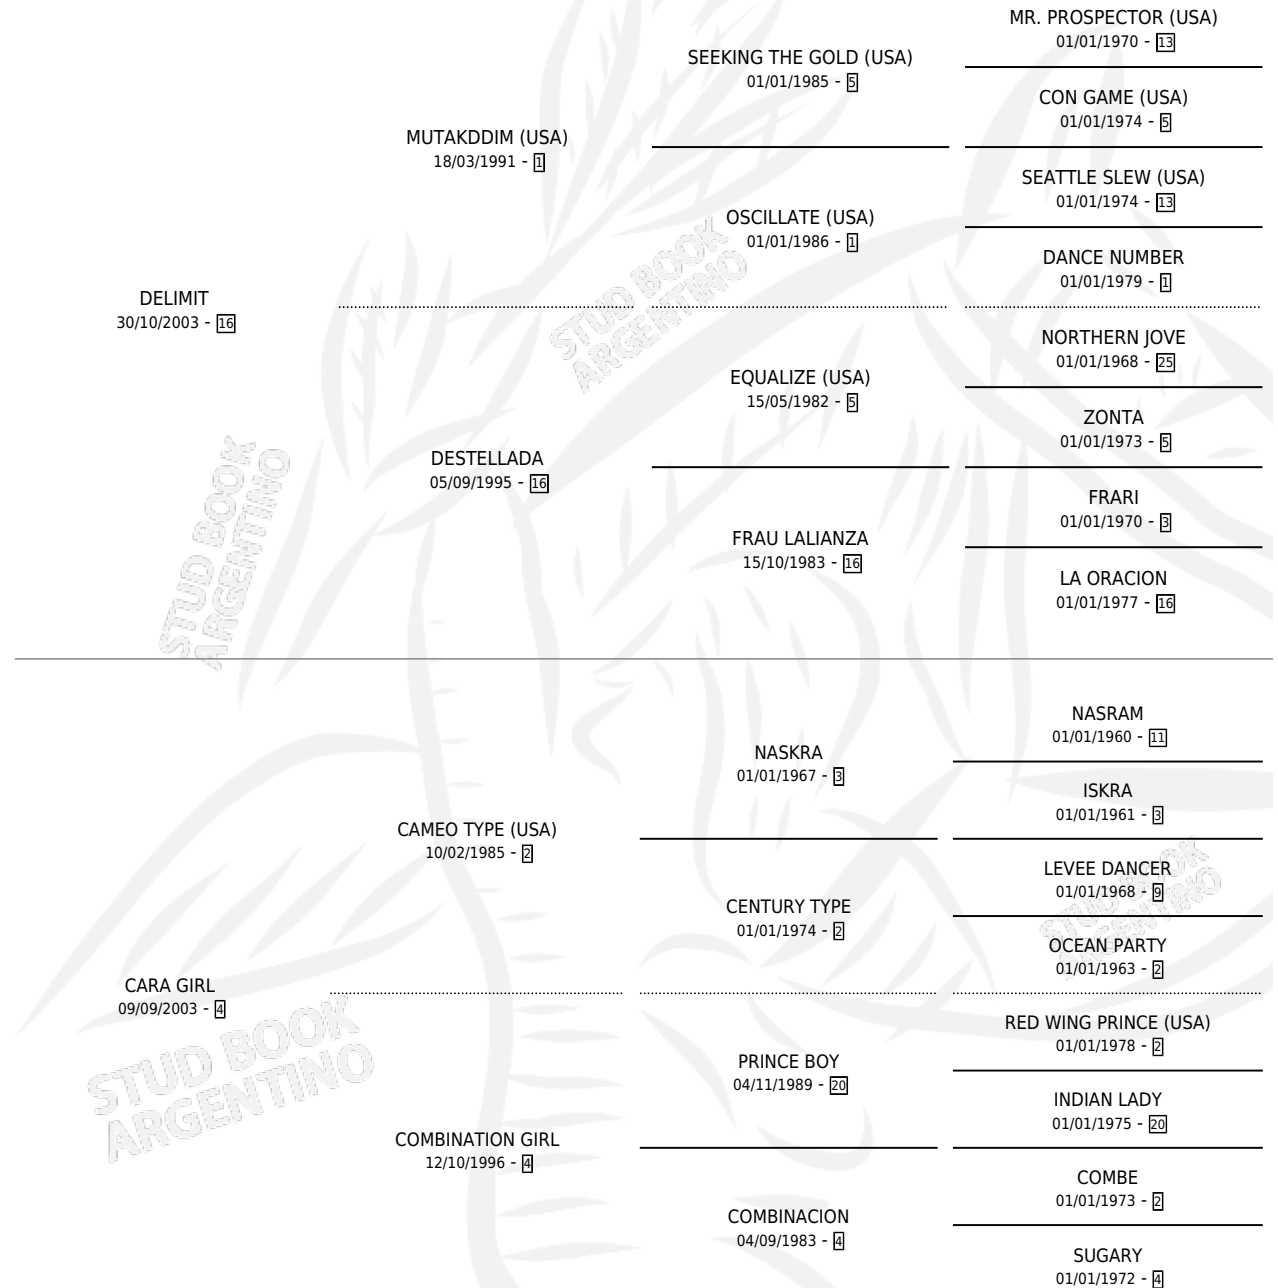 MR. PROSPECTOR (USA)
01/01/1970 - 13
SEEKING THE GOLD (USA)
01/01/1985 - 5
CON GAME (USA)
01/01/1974 - 5
MUTAKDDIM (USA)
18/03/1991 - 1
SEATTLE SLEW (USA)
01/01/1974 - 13
OSCILLATE (USA)
01/01/1986 - 1
DANCE NUMBER
01/01/1979 - 1
DELIMIT
30/10/2003 - 16
NORTHERN JOVE
01/01/1968 - 25
EQUALIZE (USA)
15/05/1982 - 5
ZONTA
01/01/1973 - 5
DESTELLADA
05/09/1995 - 16
FRARI
01/01/1970 - 3
FRAU LALIANZA
15/10/1983 - 16
LA ORACION
01/01/1977 - 16
NASRAM
01/01/1960 - 11
NASKRA
01/01/1967 - 3
ISKRA
01/01/1961 - 3
CAMEO TYPE (USA)
10/02/1985 - 2
LEVEE DANCER
01/01/1968 - 9
CENTURY TYPE
01/01/1974 - 2
OCEAN PARTY
01/01/1963 - 2
CARA GIRL
09/09/2003 - 4
RED WING PRINCE (USA)
01/01/1978 - 2
PRINCE BOY
04/11/1989 - 20
INDIAN LADY
01/01/1975 - 20
COMBINATION GIRL
12/10/1996 - 4
COMBE
01/01/1973 - 2
COMBINACION
04/09/1983 - 4
SUGARY
01/01/1972 - 4
STUD BOOK
ARGENTINO
STUD BOOK
ARGENTINO
STUD BOOK
ARGENTINO
STUD BOOK
ARGENTINO